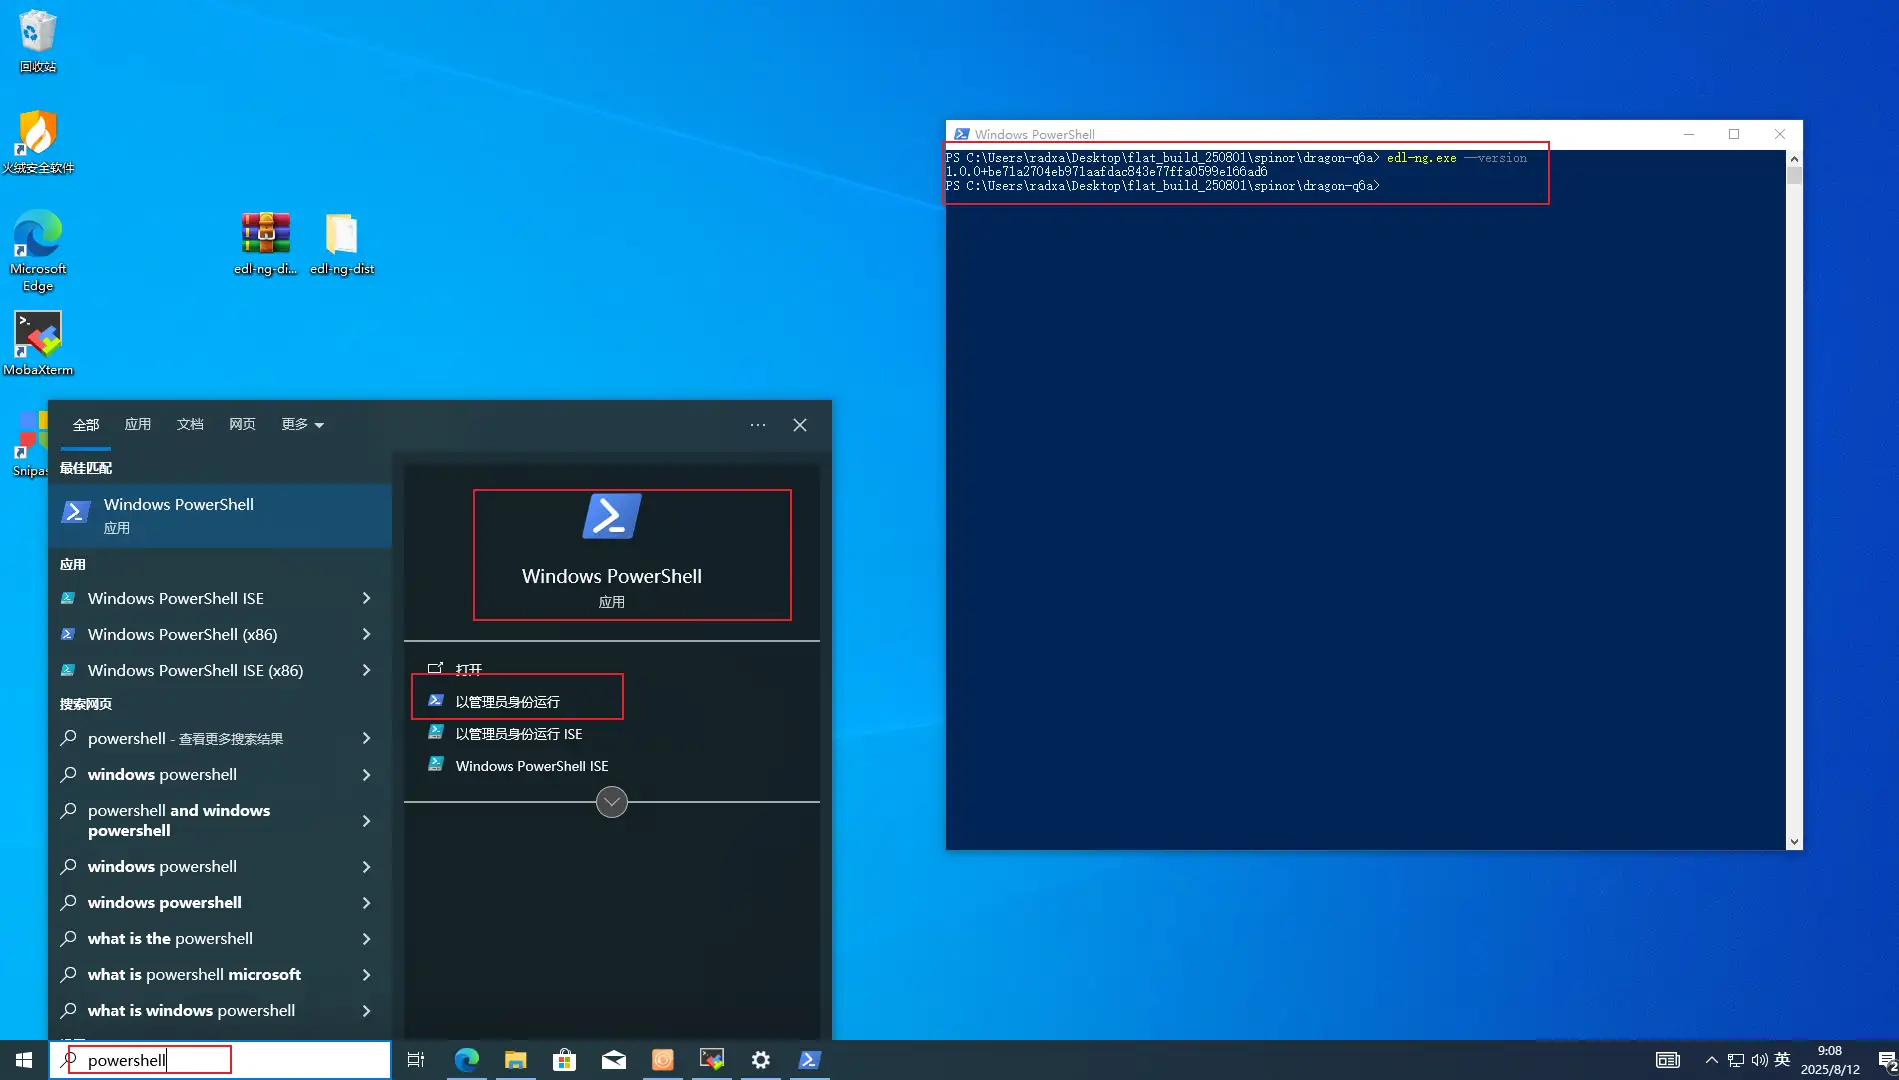 回收站
火绒安全软件
Microsoft
Edge
MobaXterm
Snipas
edl-ng-di...
edl-ng-dist
Windows PowerShell
PS C:\Users\radxa\Desktop\flat_build_250801\spinor\dragon-q6a> edl-ng.exe --version
1.0.0+be71a2704eb971aafdac843e77ffa0599e166ad6
PS C:\Users\radxa\Desktop\flat_build_250801\spinor\dragon-q6a>
全部 应用 文档 网页 更多
最佳匹配
Windows PowerShell
应用
应用
Windows PowerShell ISE
Windows PowerShell (x86)
Windows PowerShell ISE (x86)
搜索网页
powershell - 查看更多搜索结果
windows powershell
powershell and windows
powershell
windows powershell
windows powershell
what is the powershell
what is powershell microsoft
what is windows powershell
Windows PowerShell
应用
打开
以管理员身份运行
以管理员身份运行 ISE
Windows PowerShell ISE
powershell
英
9:08
2025/8/12
2